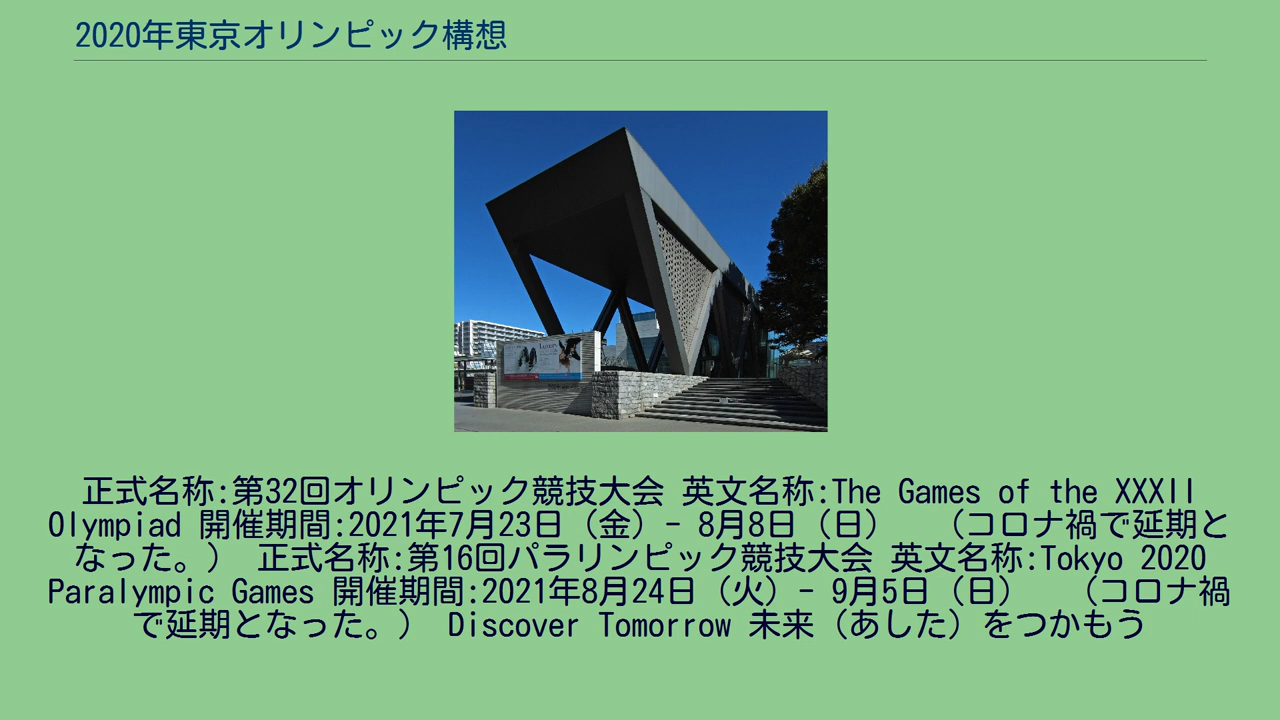 2020年東京オリンピック構想
Luxury
正式名称:第32回オリンピック競技大会 英文名称:The Games of the XXXII
Olympiad 開催期間:2021年7月23日（金）- 8月8日（日）　（コロナ禍で延期と
なった。） 正式名称:第16回パラリンピック競技大会 英文名称:Tokyo 2020
Paralympic Games 開催期間:2021年8月24日（火）- 9月5日（日）　（コロナ禍
で延期となった。） Discover Tomorrow 未来（あした）をつかもう